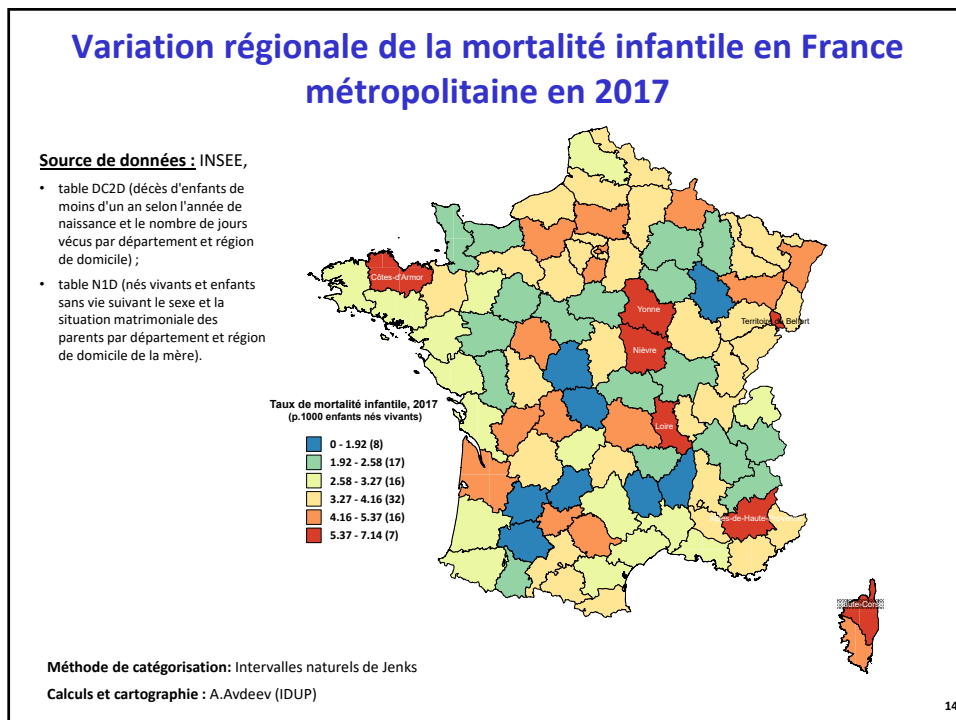 Variation régionale de la mortalité infantile en France
métropolitaine en 2017
Source de données : INSEE,
• table DC2D (décès d'enfants de
moins d'un an selon l'année de
naissance et le nombre de jours
vécus par département et région
de domicile) ;
• table N1D (nés vivants et enfants
sans vie suivant le sexe et la
situation matrimoniale des
parents par département et région
de domicile de la mère).
Côtes-d'Armor
Yonne
Territoire de Belfort
Nièvre
Loire
Taux de mortalité infantile, 2017
(p.1000 enfants nés vivants)
0 - 1.92 (8)
1.92 - 2.58 (17)
2.58 - 3.27 (16)
3.27 - 4.16 (32)
4.16 - 5.37 (16)
5.37 - 7.14 (7)
Méthode de catégorisation: Intervalles naturels de Jenks
Calculs et cartographie : A.Avdeev (IDUP)
14